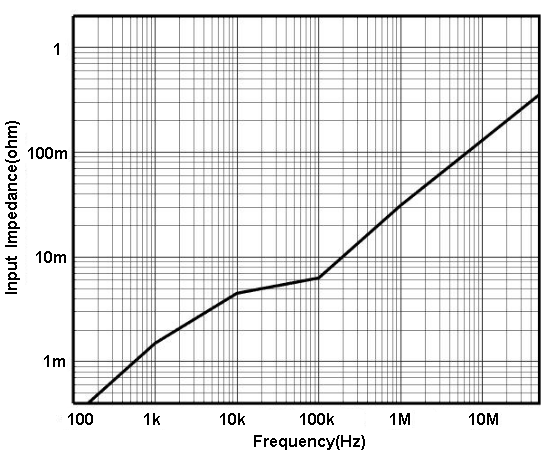 1
100m
10m
1m
Input Impedance(ohm)
100 1k 10k 100k 1M 10M
Frequency(Hz)